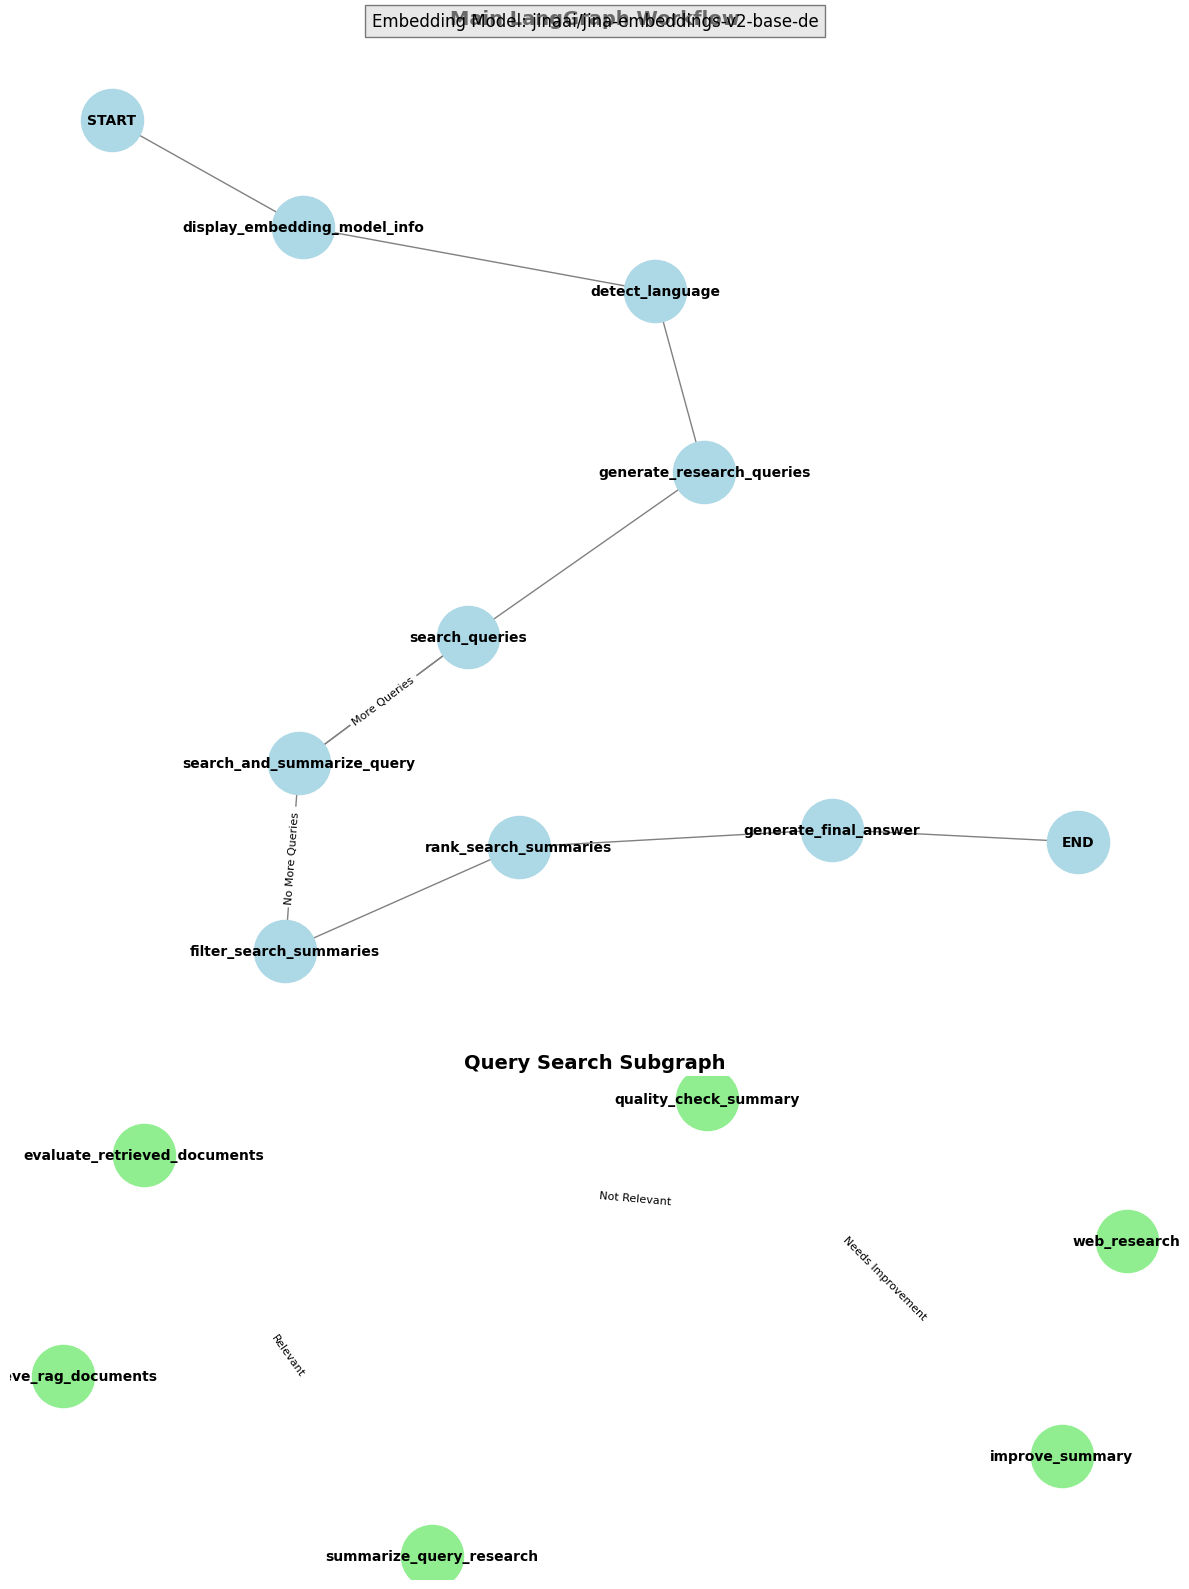 Main LangGraph Workflow
Embedding Model: jinaai/jina-embeddings-v2-base-de
START
display_embedding_model_info
detect_language
generate_research_queries
search_queries
More Queries
search_and_summarize_query
No More Queries
rank_search_summaries
generate_final_answer
END
filter_search_summaries
Query Search Subgraph
quality_check_summary
evaluate_retrieved_documents
Not Relevant
web_research
Needs Improvement
Relevant
eve_rag_documents
improve_summary
summarize_query_research